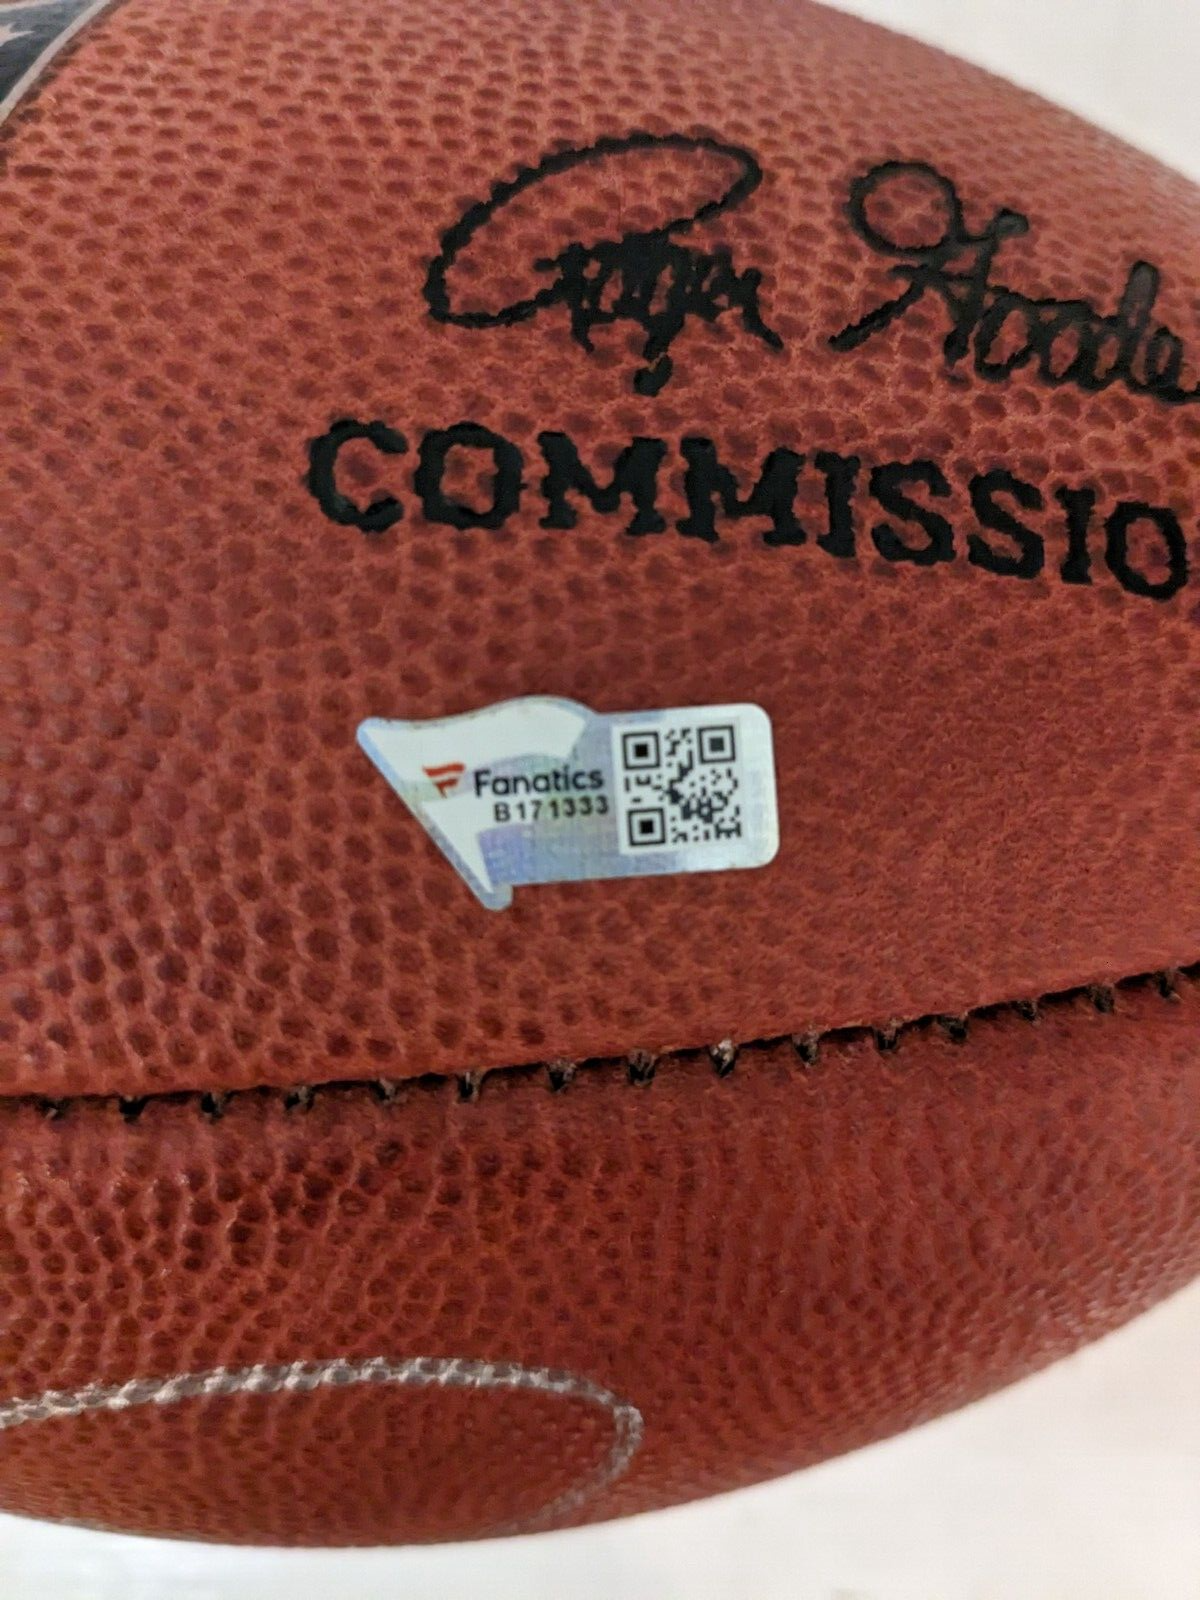 Roger Goode
COMMISSIO
Fanatics
B171333